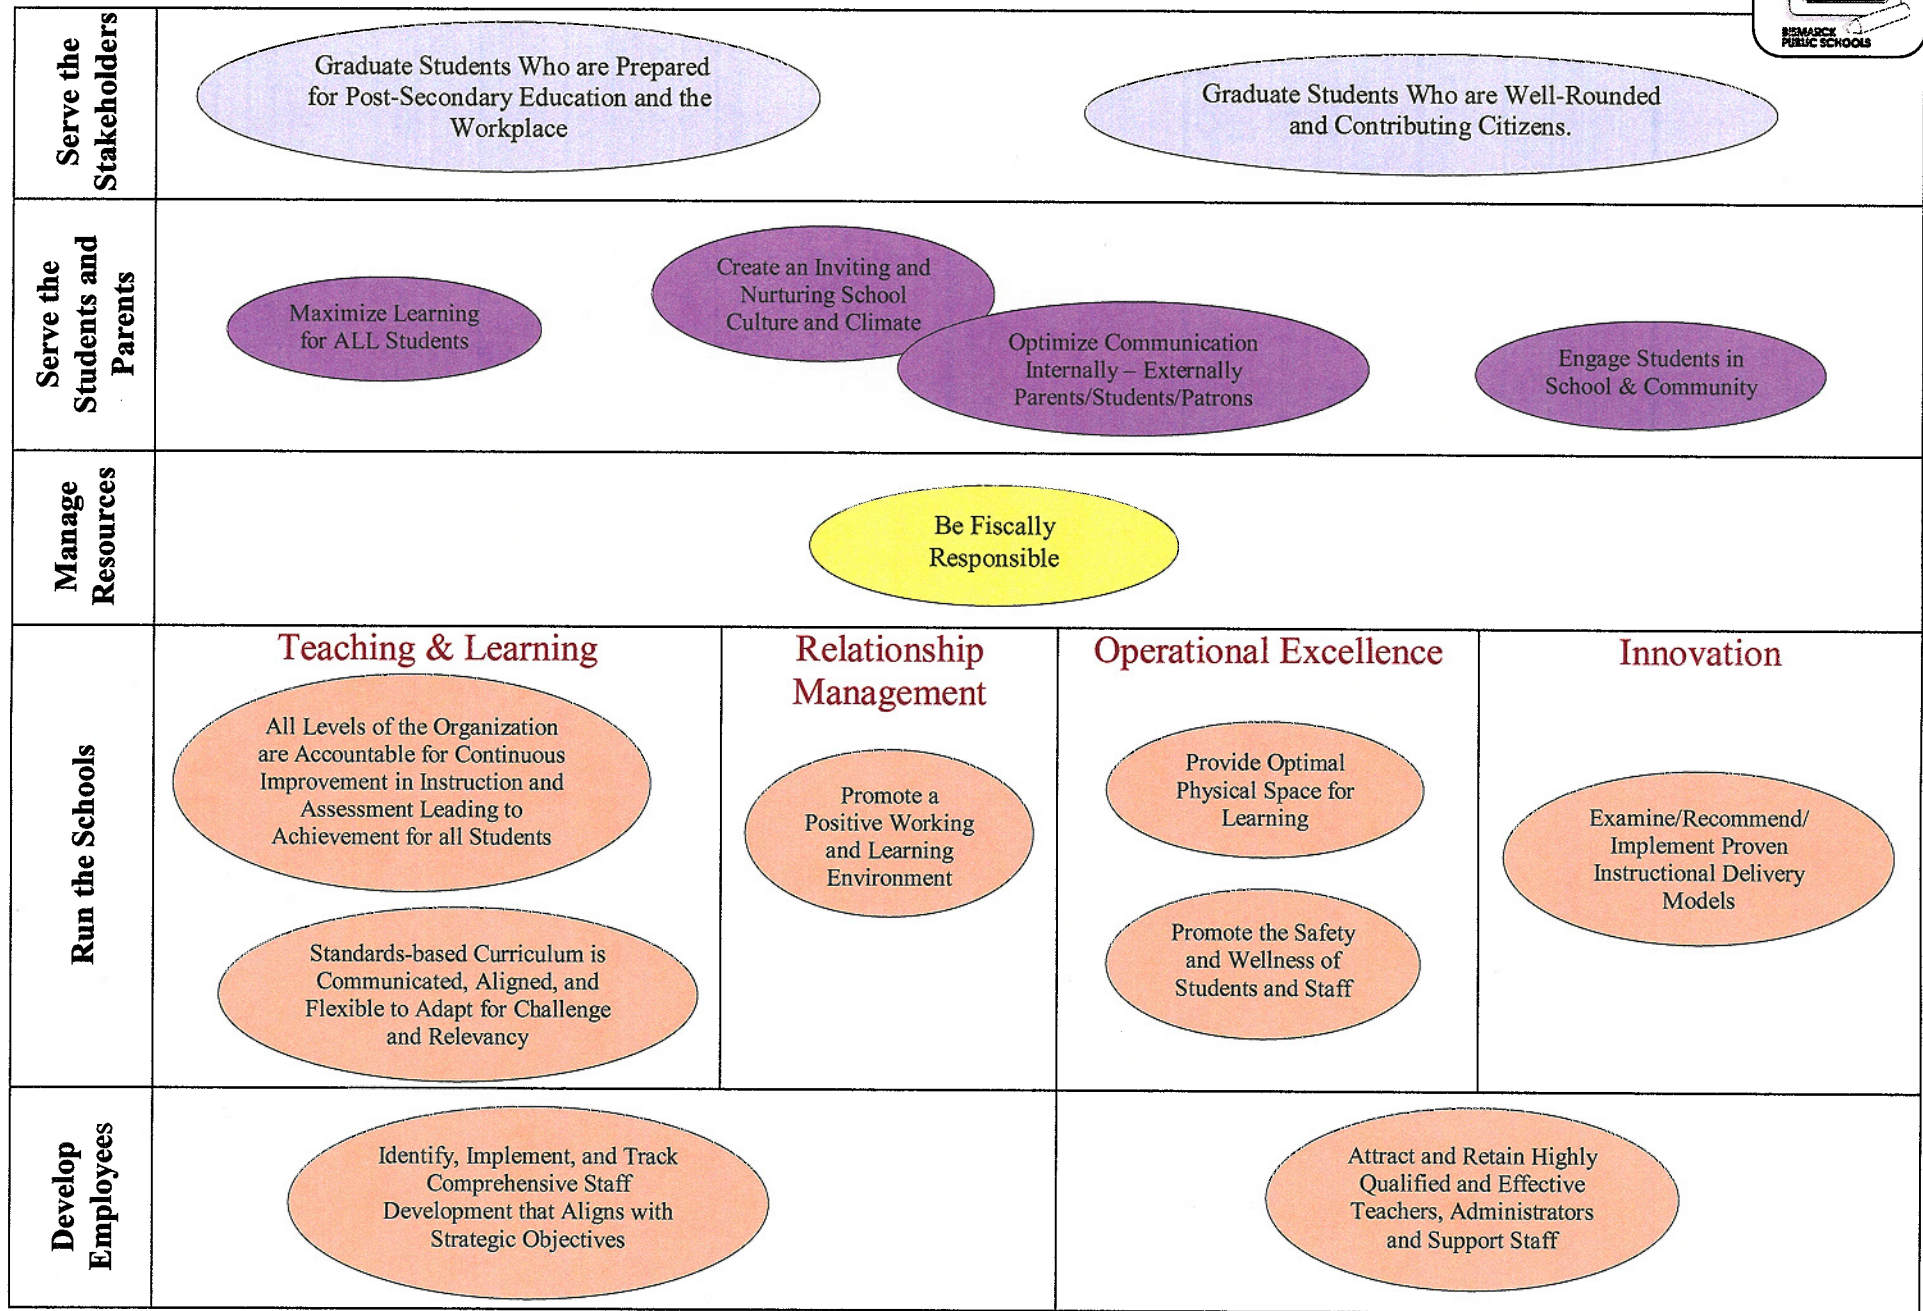 BISMARCK
PUBLIC SCHOOLS
Serve the
Stakeholders
Graduate Students Who are Prepared
for Post-Secondary Education and the
Workplace
Graduate Students Who are Well-Rounded
and Contributing Citizens.
Serve the
Students and
Parents
Maximize Learning
for ALL Students
Create an Inviting and
Nurturing School
Culture and Climate
Optimize Communication
Internally – Externally
Parents/Students/Patrons
Engage Students in
School & Community
Manage
Resources
Be Fiscally
Responsible
Run the Schools
Teaching & Learning
All Levels of the Organization
are Accountable for Continuous
Improvement in Instruction and
Assessment Leading to
Achievement for all Students
Standards-based Curriculum is
Communicated, Aligned, and
Flexible to Adapt for Challenge
and Relevancy
Relationship
Management
Promote a
Positive Working
and Learning
Environment
Operational Excellence
Provide Optimal
Physical Space for
Learning
Promote the Safety
and Wellness of
Students and Staff
Innovation
Examine/Recommend/
Implement Proven
Instructional Delivery
Models
Develop
Employees
Identify, Implement, and Track
Comprehensive Staff
Development that Aligns with
Strategic Objectives
Attract and Retain Highly
Qualified and Effective
Teachers, Administrators
and Support Staff